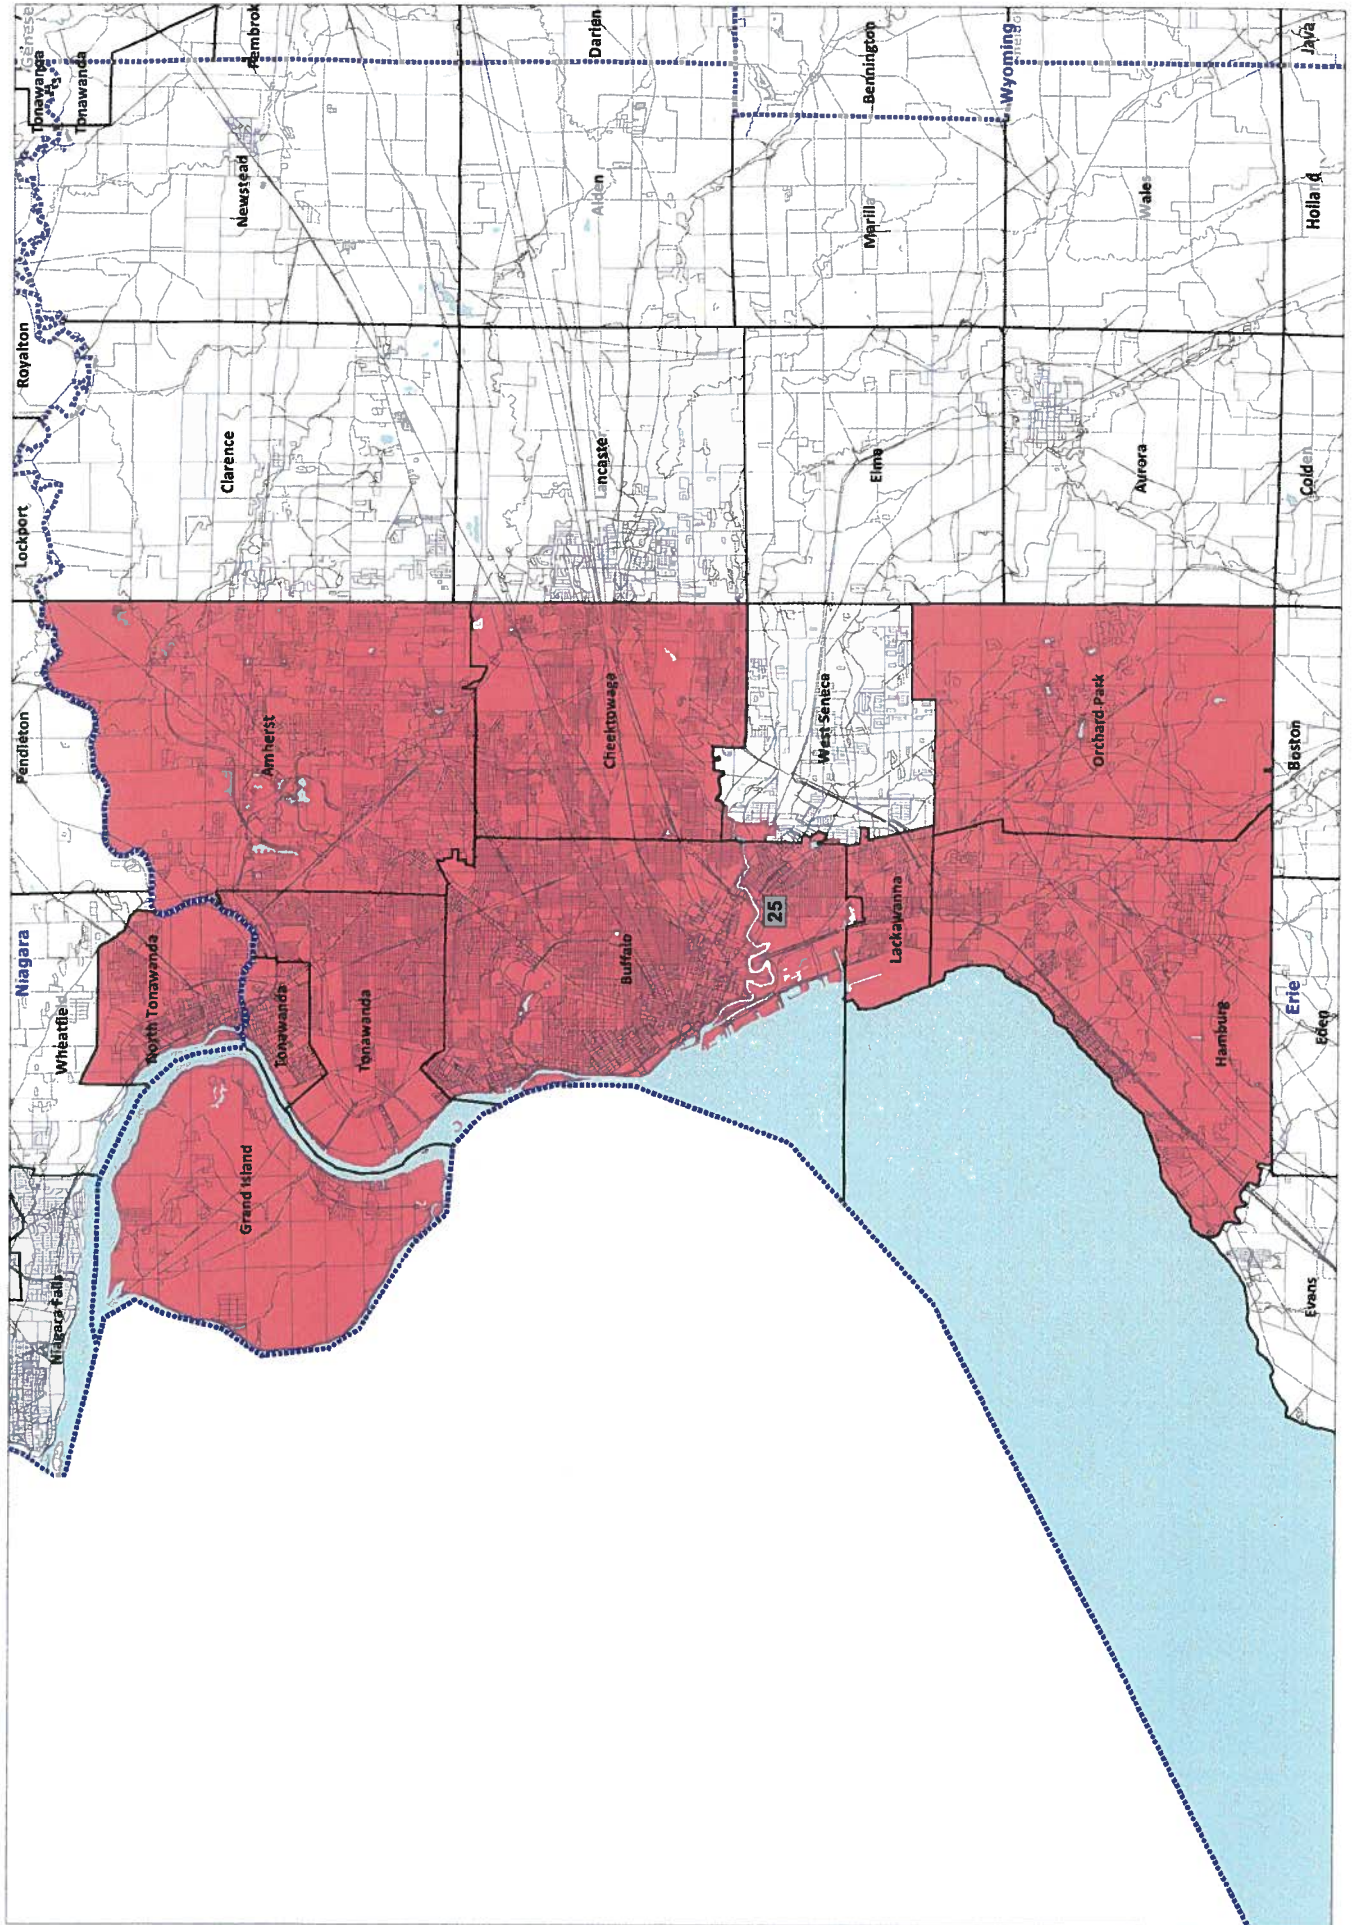 Niagara Falls
Wheatfie
Niagara
Pendleton
Lockport
Royalton
Tonawanda
Tonawanda
Genese
Grand Island
North Tonawanda
Tonawanda
Tonawanda
Amherst
Clarence
Newstead
Pembrok
Buffalo
Cheektowaga
Lancaster
Alden
Darien
25
Lackawanna
West Seneca
Elma
Marilla
Bennington
Wyoming
Hamburg
Orchard Park
Aurora
Wales
Evans
Eden
Erie
Boston
Colden
Holland
Java